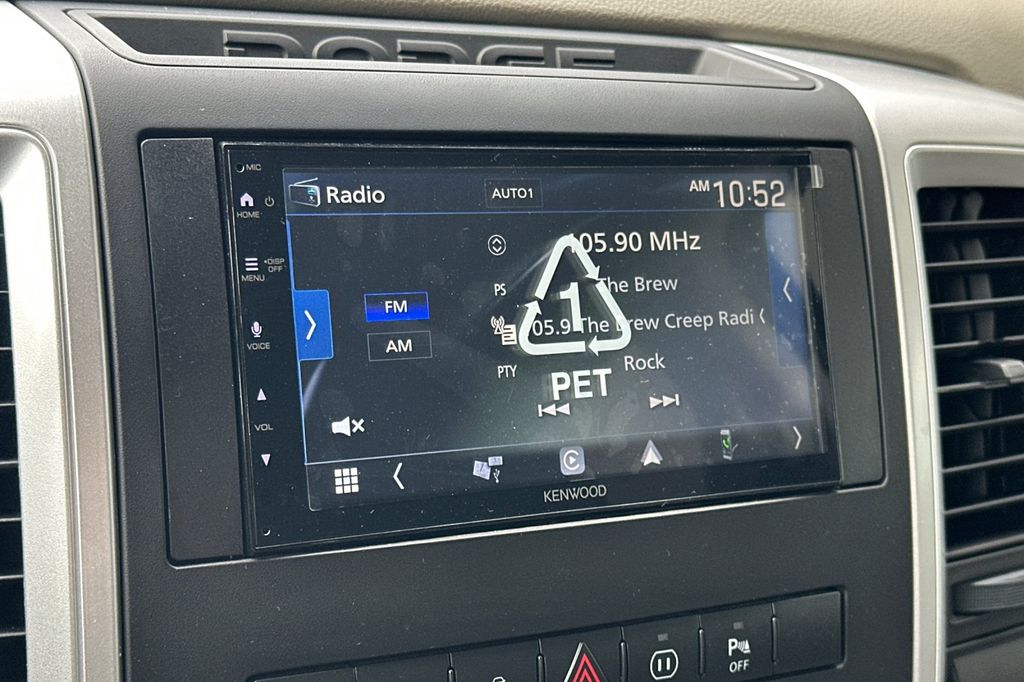 DODGE
MIC
Radio
AUTO1
AM 10:52
HOME
105.90 MHz
DISP OFF
MENU
PS
The Brew
FM
1
05.9 The Brew Creep Radi
VOICE
AM
PTY
Rock
PET
VOL
KENWOOD
P
OFF